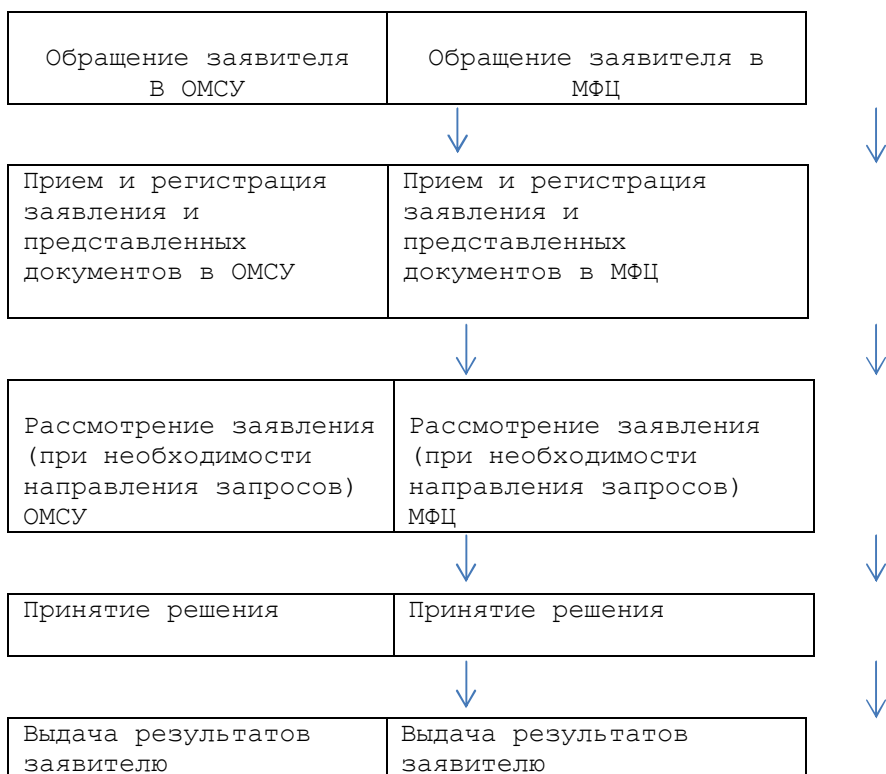 Обращение заявителя
В ОМСУ
Обращение заявителя в
МФЦ
Прием и регистрация
заявления и
представленных
документов в ОМСУ
Прием и регистрация
заявления и
представленных
документов в МФЦ
Рассмотрение заявления
(при необходимости
направления запросов)
ОМСУ
Рассмотрение заявления
(при необходимости
направления запросов)
МФЦ
Принятие решения
Принятие решения
Выдача результатов
заявителю
Выдача результатов
заявителю